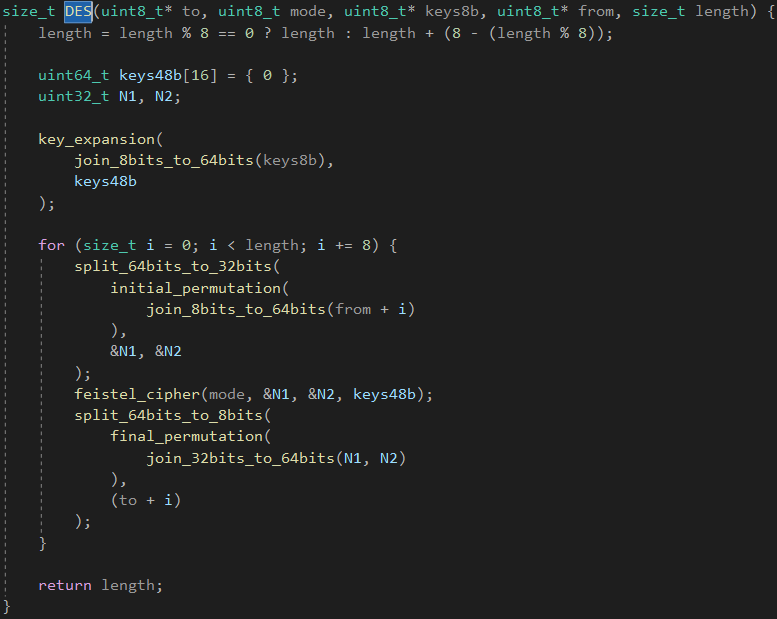 size_t DES(uint8_t* to, uint8_t mode, uint8_t* keys8b, uint8_t* from, size_t length) {
    length = length % 8 == 0 ? length : length + (8 - (length % 8));

    uint64_t keys48b[16] = { 0 };
    uint32_t N1, N2;

    key_expansion(
        join_8bits_to_64bits(keys8b),
        keys48b
    );

    for (size_t i = 0; i < length; i += 8) {
        split_64bits_to_32bits(
            initial_permutation(
                join_8bits_to_64bits(from + i)
            ),
            &N1, &N2
        );
        feistel_cipher(mode, &N1, &N2, keys48b);
        split_64bits_to_8bits(
            final_permutation(
                join_32bits_to_64bits(N1, N2)
            ),
            (to + i)
        );
    }

    return length;
}